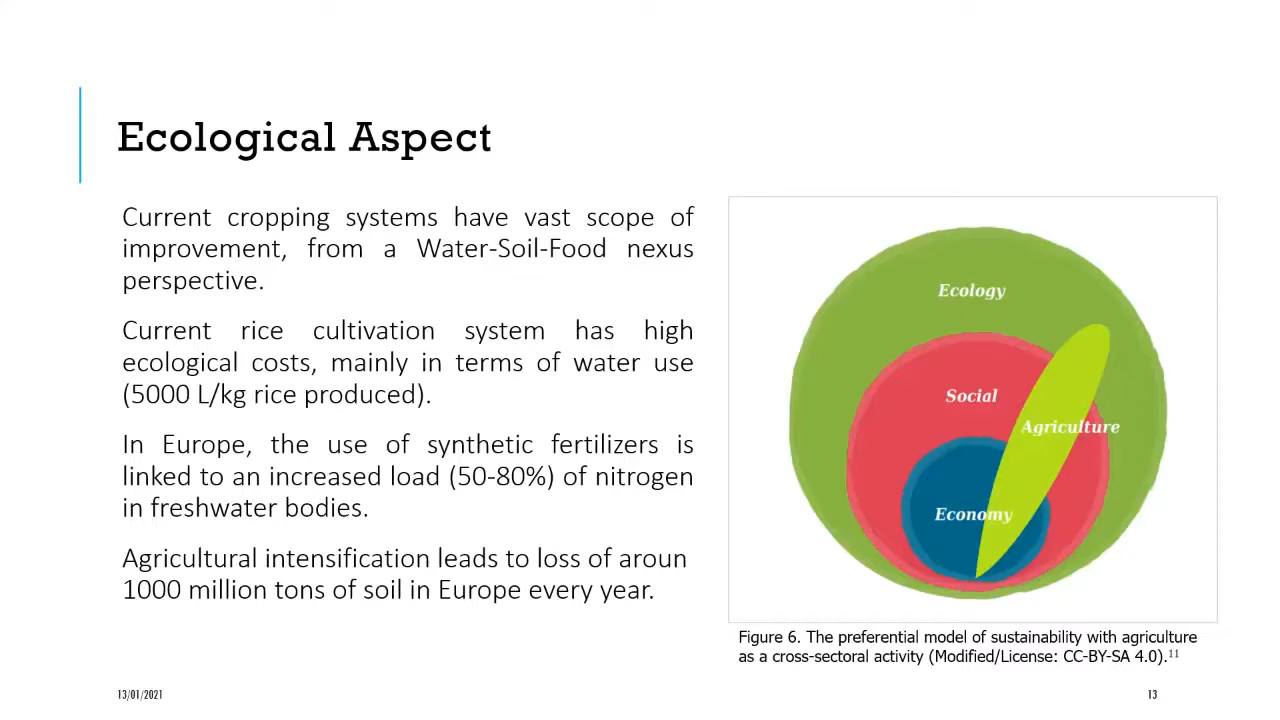 Ecological Aspect
Current cropping systems have vast scope of
improvement, from a Water-Soil-Food nexus
perspective.
Current rice cultivation system has high
ecological costs, mainly in terms of water use
(5000 L/kg rice produced).
In Europe, the use of synthetic fertilizers is
linked to an increased load (50-80%) of nitrogen
in freshwater bodies.
Agricultural intensification leads to loss of aroun
1000 million tons of soil in Europe every year.
Ecology
Social
Agriculture
Economy
Figure 6. The preferential model of sustainability with agriculture
as a cross-sectoral activity (Modified/License: CC-BY-SA 4.0).¹¹
13/01/2021
13